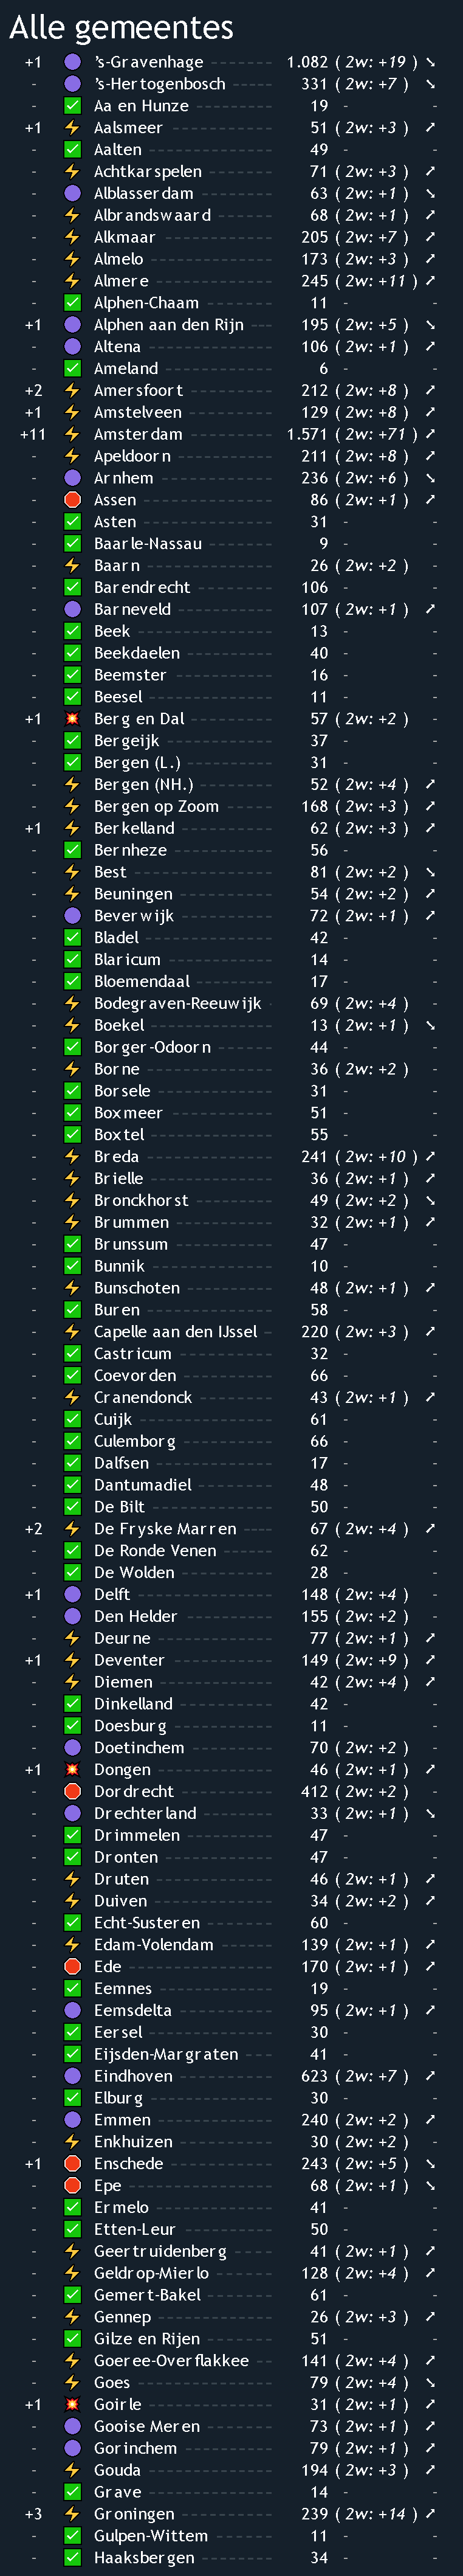 Alle gemeentes
+1 's-Gravenhage 1.082 ( 2w: +19 ) ↘
- 's-Hertogenbosch 331 ( 2w: +7 ) ↘
- Aa en Hunze 19 - -
+1 Aalsmeer 51 ( 2w: +3 ) ↗
- Aalten 49 - -
- Achtkarspelen 71 ( 2w: +3 ) ↗
- Alblasserdam 63 ( 2w: +1 ) ↘
- Albrandswaard 68 ( 2w: +1 ) ↗
- Alkmaar 205 ( 2w: +7 ) ↗
- Almelo 173 ( 2w: +3 ) ↗
- Almere 245 ( 2w: +11 ) ↗
- Alphen-Chaam 11 - -
+1 Alphen aan den Rijn 195 ( 2w: +5 ) ↘
- Altena 106 ( 2w: +1 ) ↗
- Ameland 6 - -
+2 Amersfoort 212 ( 2w: +8 ) ↗
+1 Amstelveen 129 ( 2w: +8 ) ↗
+11 Amsterdam 1.571 ( 2w: +71 ) ↗
- Apeldoorn 211 ( 2w: +8 ) ↗
- Arnhem 236 ( 2w: +6 ) ↘
- Assen 86 ( 2w: +1 ) ↗
- Asten 31 - -
- Baarle-Nassau 9 - -
- Baarn 26 ( 2w: +2 ) -
- Barendrecht 106 - -
- Barneveld 107 ( 2w: +1 ) ↗
- Beek 13 - -
- Beekdaelen 40 - -
- Beemster 16 - -
- Beesel 11 - -
+1 Berg en Dal 57 ( 2w: +2 ) -
- Bergeijk 37 - -
- Bergen (L.) 31 - -
- Bergen (NH.) 52 ( 2w: +4 ) ↗
- Bergen op Zoom 168 ( 2w: +3 ) ↗
+1 Berkelland 62 ( 2w: +3 ) ↗
- Bernheze 56 - -
- Best 81 ( 2w: +2 ) ↘
- Beuningen 54 ( 2w: +2 ) ↗
- Beverwijk 72 ( 2w: +1 ) ↗
- Bladel 42 - -
- Blaricum 14 - -
- Bloemendaal 17 - -
- Bodegraven-Reeuwijk 69 ( 2w: +4 ) -
- Boekel 13 ( 2w: +1 ) ↘
- Borger-Odoorn 44 - -
- Borne 36 ( 2w: +2 ) -
- Borsele 31 - -
- Boxmeer 51 - -
- Boxtel 55 - -
- Breda 241 ( 2w: +10 ) ↗
- Brielle 36 ( 2w: +1 ) ↗
- Bronckhorst 49 ( 2w: +2 ) ↘
- Brummen 32 ( 2w: +1 ) ↗
- Brunssum 47 - -
- Bunnik 10 - -
- Bunschoten 48 ( 2w: +1 ) ↗
- Buren 58 - -
- Capelle aan den IJssel 220 ( 2w: +3 ) ↗
- Castricum 32 - -
- Coevorden 66 - -
- Cranendonck 43 ( 2w: +1 ) ↗
- Cuijk 61 - -
- Culemborg 66 - -
- Dalfsen 17 - -
- Dantumadiel 48 - -
- De Bilt 50 - -
+2 De Fryske Marren 67 ( 2w: +4 ) ↗
- De Ronde Venen 62 - -
- De Wolden 28 - -
+1 Delft 148 ( 2w: +4 ) -
- Den Helder 155 ( 2w: +2 ) -
- Deurne 77 ( 2w: +1 ) ↗
+1 Deventer 149 ( 2w: +9 ) ↗
- Diemen 42 ( 2w: +4 ) ↗
- Dinkelland 42 - -
- Doesburg 11 - -
- Doetinchem 70 ( 2w: +2 ) -
+1 Dongen 46 ( 2w: +1 ) ↗
- Dordrecht 412 ( 2w: +2 ) -
- Drechterland 33 ( 2w: +1 ) ↘
- Drimmelen 47 - -
- Dronten 47 - -
- Druten 46 ( 2w: +1 ) ↗
- Duiven 34 ( 2w: +2 ) ↗
- Echt-Susteren 60 - -
- Edam-Volendam 139 ( 2w: +1 ) ↗
- Ede 170 ( 2w: +1 ) ↗
- Eemnes 19 - -
- Eemsdelta 95 ( 2w: +1 ) ↗
- Eersel 30 - -
- Eijsden-Margraten 41 - -
- Eindhoven 623 ( 2w: +7 ) ↗
- Elburg 30 - -
- Emmen 240 ( 2w: +2 ) ↗
- Enkhuizen 30 ( 2w: +2 ) -
+1 Enschede 243 ( 2w: +5 ) ↘
- Epe 68 ( 2w: +1 ) ↘
- Ermelo 41 - -
- Etten-Leur 50 - -
- Geertruidenberg 41 ( 2w: +1 ) ↗
- Geldrop-Mierlo 128 ( 2w: +4 ) ↗
- Gemert-Bakel 61 - -
- Gennep 26 ( 2w: +3 ) ↗
- Gilze en Rijen 51 - -
- Goeree-Overflakkee 141 ( 2w: +4 ) ↗
- Goes 79 ( 2w: +4 ) ↘
+1 Goirle 31 ( 2w: +1 ) ↗
- Gooise Meren 73 ( 2w: +1 ) ↗
- Gorinchem 79 ( 2w: +1 ) ↗
- Gouda 194 ( 2w: +3 ) ↗
- Grave 14 - -
+3 Groningen 239 ( 2w: +14 ) ↗
- Gulpen-Wittem 11 - -
- Haaksbergen 34 - -